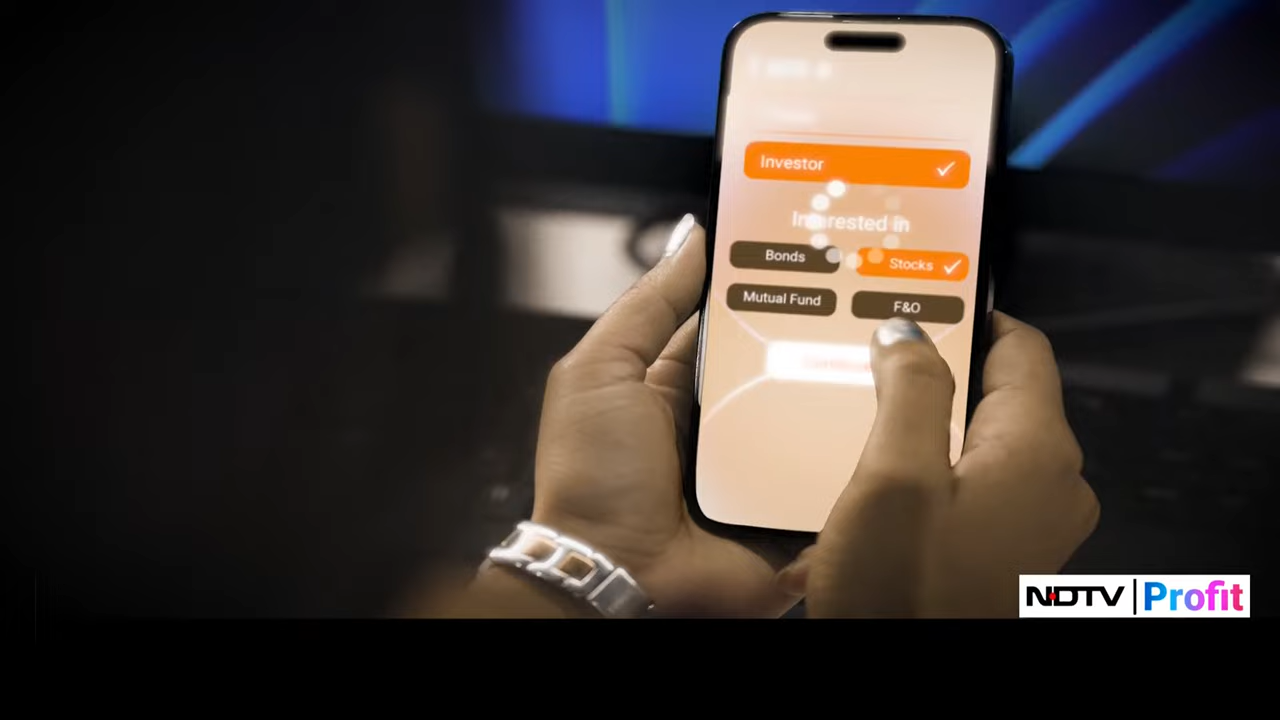 Investor
Interested in
Bonds
Stocks
Mutual Fund
F&O
NDTV | Profit